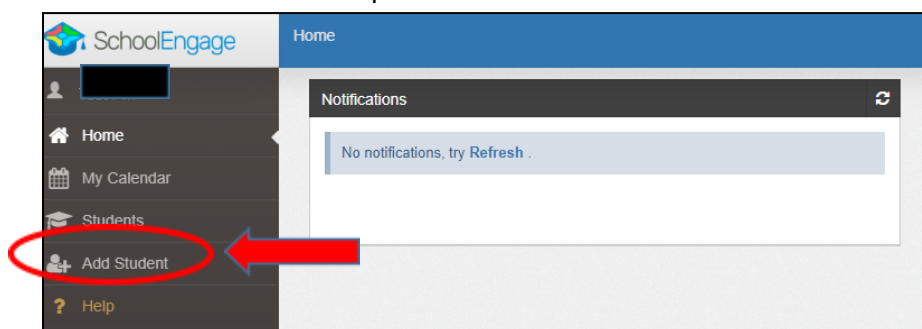 SchoolEngage
Home
Notifications
Home
No notifications, try Refresh .
My Calendar
Students
Add Student
? Help